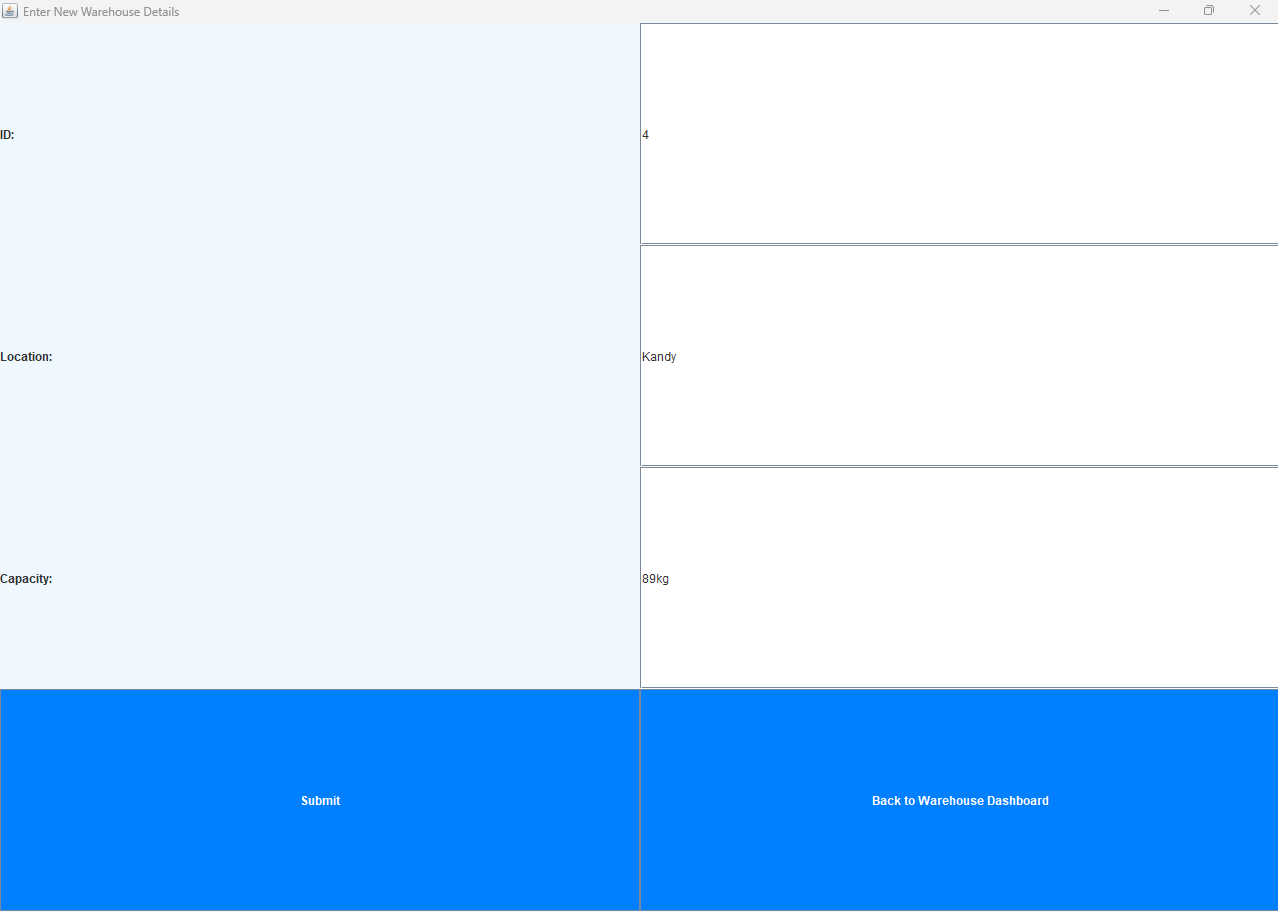 Enter New Warehouse Details
ID:
4
Location:
Kandy
Capacity:
89kg
Submit
Back to Warehouse Dashboard